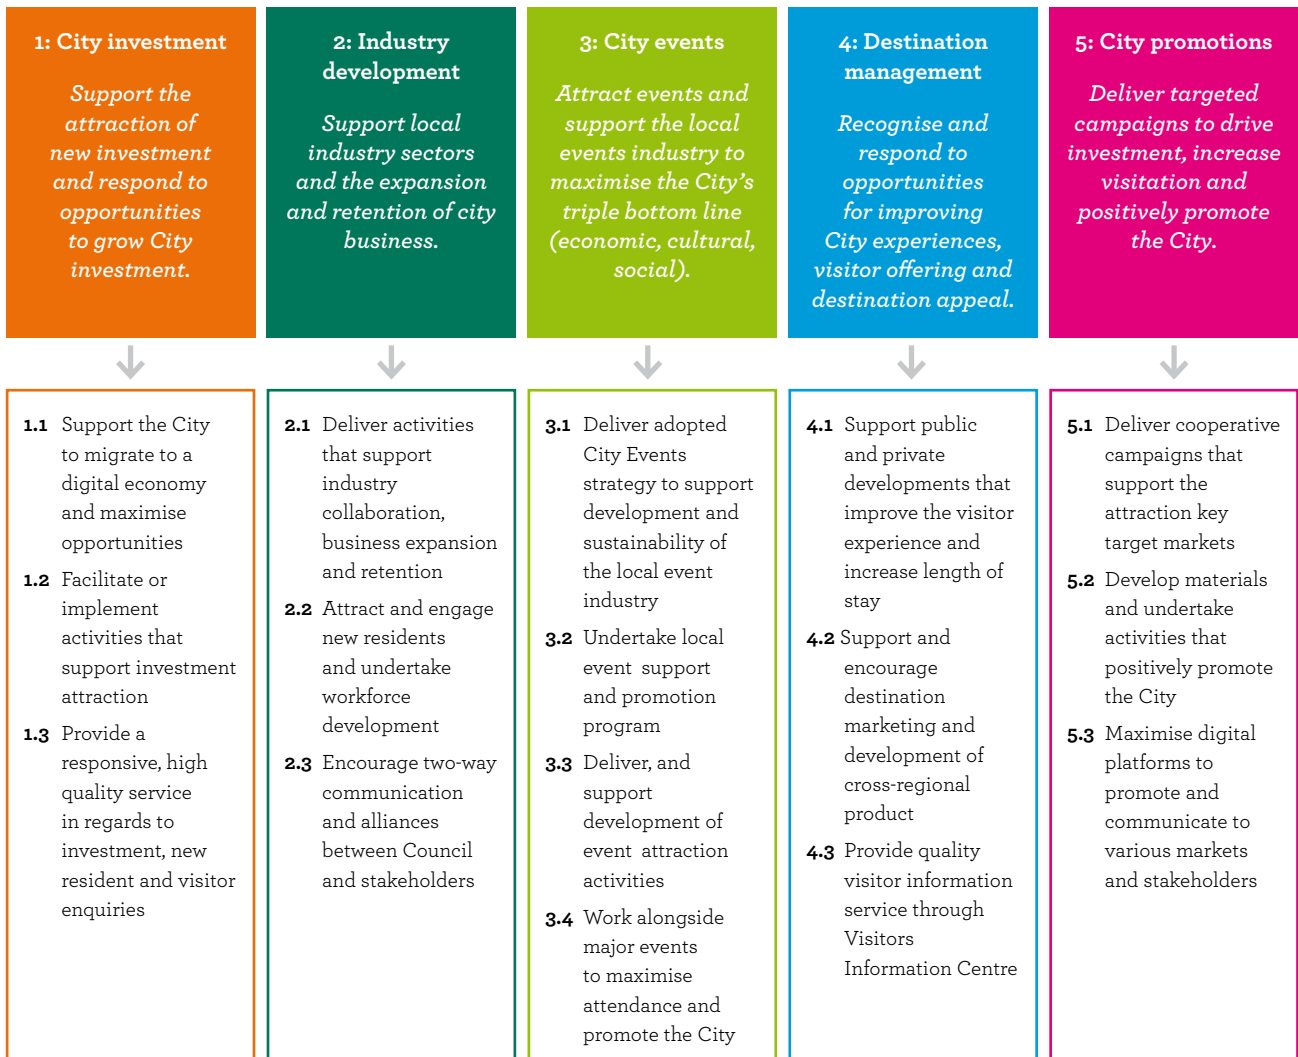 1: City investment
Support the
attraction of
new investment
and respond to
opportunities
to grow City
investment.
2: Industry
development
Support local
industry sectors
and the expansion
and retention of city
business.
3: City events
Attract events and
support the local
events industry to
maximise the City's
triple bottom line
(economic, cultural,
social).
4: Destination
management
Recognise and
respond to
opportunities
for improving
City experiences,
visitor offering and
destination appeal.
5: City promotions
Deliver targeted
campaigns to drive
investment, increase
visitation and
positively promote
the City.
1.1 Support the City
to migrate to a
digital economy
and maximise
opportunities
1.2 Facilitate or
implement
activities that
support investment
attraction
1.3 Provide a
responsive, high
quality service
in regards to
investment, new
resident and visitor
enquiries
2.1 Deliver activities
that support
industry
collaboration,
business expansion
and retention
2.2 Attract and engage
new residents
and undertake
workforce
development
2.3 Encourage two-way
communication
and alliances
between Council
and stakeholders
3.1 Deliver adopted
City Events
strategy to support
development and
sustainability of
the local event
industry
3.2 Undertake local
event support
and promotion
program
3.3 Deliver, and
support
development of
event attraction
activities
3.4 Work alongside
major events
to maximise
attendance and
promote the City
4.1 Support public
and private
developments that
improve the visitor
experience and
increase length of
stay
4.2 Support and
encourage
destination
marketing and
development of
cross-regional
product
4.3 Provide quality
visitor information
service through
Visitors
Information Centre
5.1 Deliver cooperative
campaigns that
support the
attraction key
target markets
5.2 Develop materials
and undertake
activities that
positively promote
the City
5.3 Maximise digital
platforms to
promote and
communicate to
various markets
and stakeholders